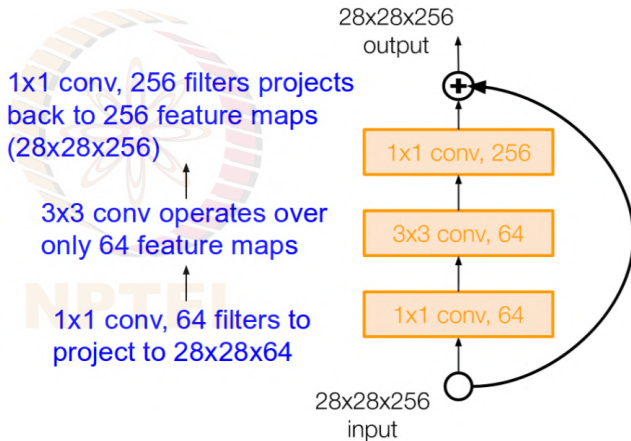 28x28x256
output
1x1 conv, 256 filters projects
back to 256 feature maps
(28x28x256)
1x1 conv, 256
3x3 conv operates over
only 64 feature maps
3x3 conv, 64
NPTEL
1x1 conv, 64 filters to
project to 28x28x64
1x1 conv, 64
28x28x256
input